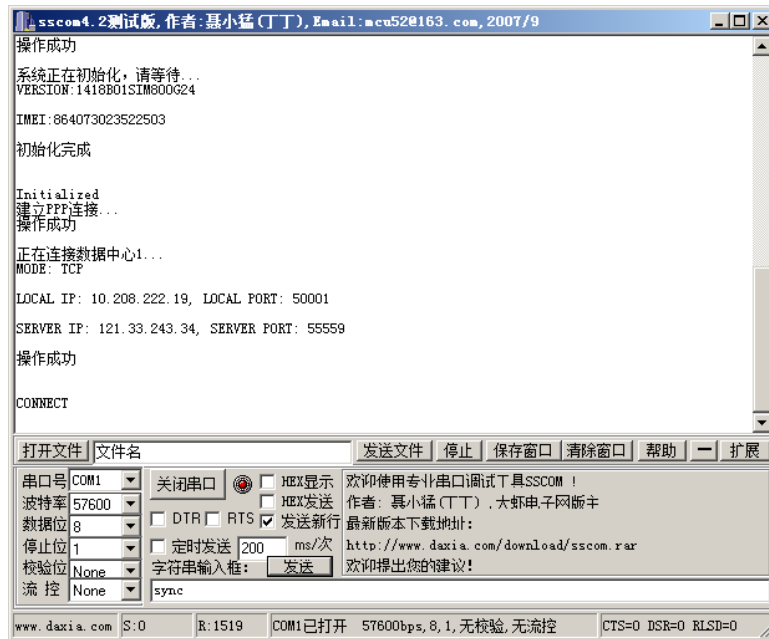 sscom4.2测试版,作者:聂小猛(丁丁),Email:mcu52@163.com,2007/9
操作成功
系统正在初始化，请等待...
VERSION:1418B01SIM800G24
IMEI:864073023522503
初始化完成
Initialized
建立PPP连接...
操作成功
正在连接数据中心1...
MODE: TCP
LOCAL IP: 10.208.222.19, LOCAL PORT: 50001
SERVER IP: 121.33.243.34, SERVER PORT: 55559
操作成功
CONNECT
打开文件 文件名 发送文件 停止 保存窗口 清除窗口 帮助 一 扩展
串口号 COM1 关闭串口 HEX显示 欢迎使用专业串口调试工具SSCOM !
波特率 57600 HEX发送 作者: 聂小猛(丁丁),大虾电子网版主
数据位 8 DTR RTS 发送新行 最新版本下载地址:
停止位 1 定时发送 200 ms/次 http://www.daxia.com/download/sscom.rar
校验位 None 字符串输入框: 发送 欢迎提出您的建议!
流 控 None sync
www.daxia.com S:0 R:1519 COM1已打开 57600bps,8,1,无校验,无流控 CTS=0 DSR=0 RLSD=0